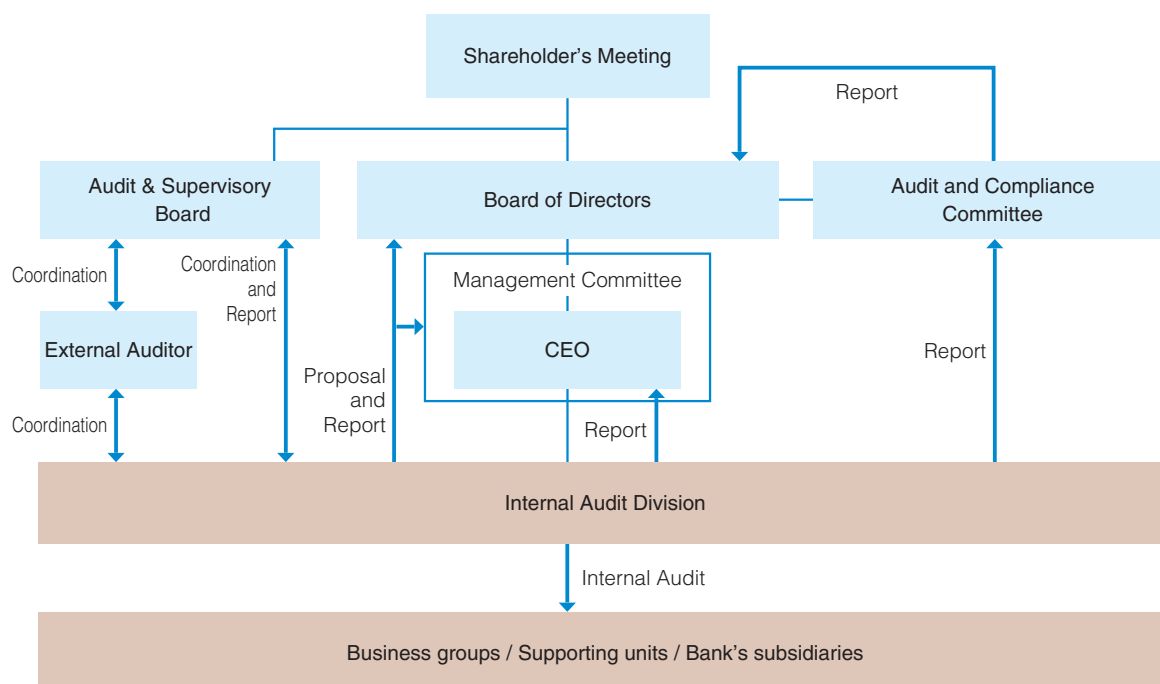 Shareholder's Meeting
Report
Audit & Supervisory
Board
Board of Directors
Audit and Compliance
Committee
Coordination
Coordination
and
Report
Management Committee
External Auditor
CEO
Proposal
and
Report
Report
Coordination
Report
Internal Audit Division
Internal Audit
Business groups / Supporting units / Bank's subsidiaries